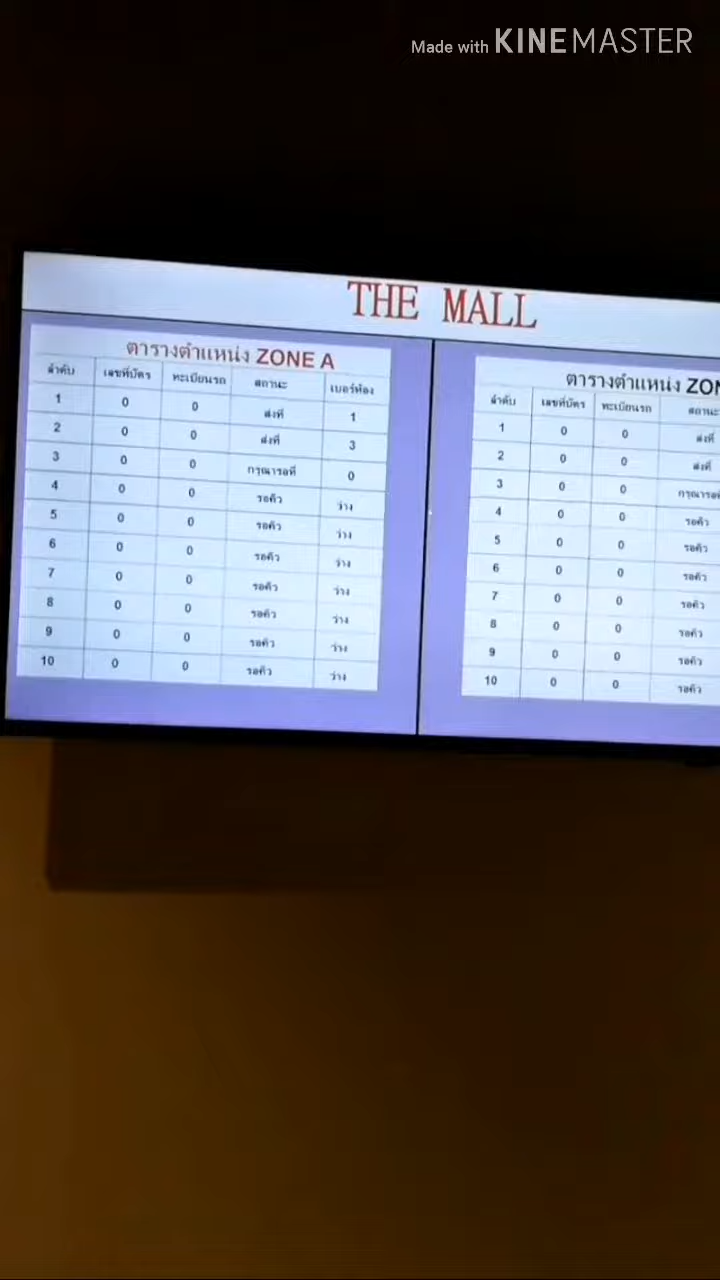 Made with KINEMASTER
THE MALL
ตารางตำแหน่ง ZONE A
ลำดับ เลขที่บัตร ทะเบียนรถ สถานะ เบอร์ห้อง
1 0 0 ส่งที่ 1
2 0 0 ส่งที่ 3
3 0 0 กรุณารอที่ 0
4 0 0 รอคิว ว่าง
5 0 0 รอคิว ว่าง
6 0 0 รอคิว ว่าง
7 0 0 รอคิว ว่าง
8 0 0 รอคิว ว่าง
9 0 0 รอคิว ว่าง
10 0 0 รอคิว ว่าง
ตารางตำแหน่ง ZON
ลำดับ เลขที่บัตร ทะเบียนรถ สถานะ
1 0 0 ส่งที่
2 0 0 ส่งที่
3 0 0 กรุณารอที่
4 0 0 รอคิว
5 0 0 รอคิว
6 0 0 รอคิว
7 0 0 รอคิว
8 0 0 รอคิว
9 0 0 รอคิว
10 0 0 รอคิว